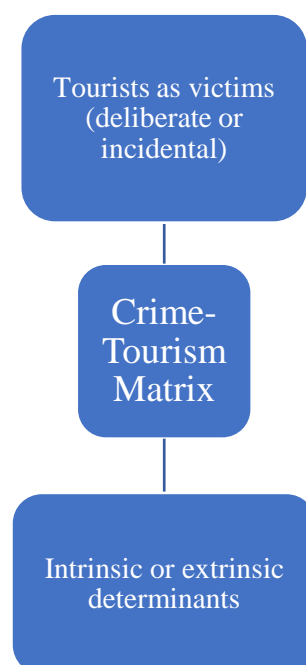 Tourists as victims
(deliberate or
incidental)
Crime-
Tourism
Matrix
Intrinsic or extrinsic
determinants